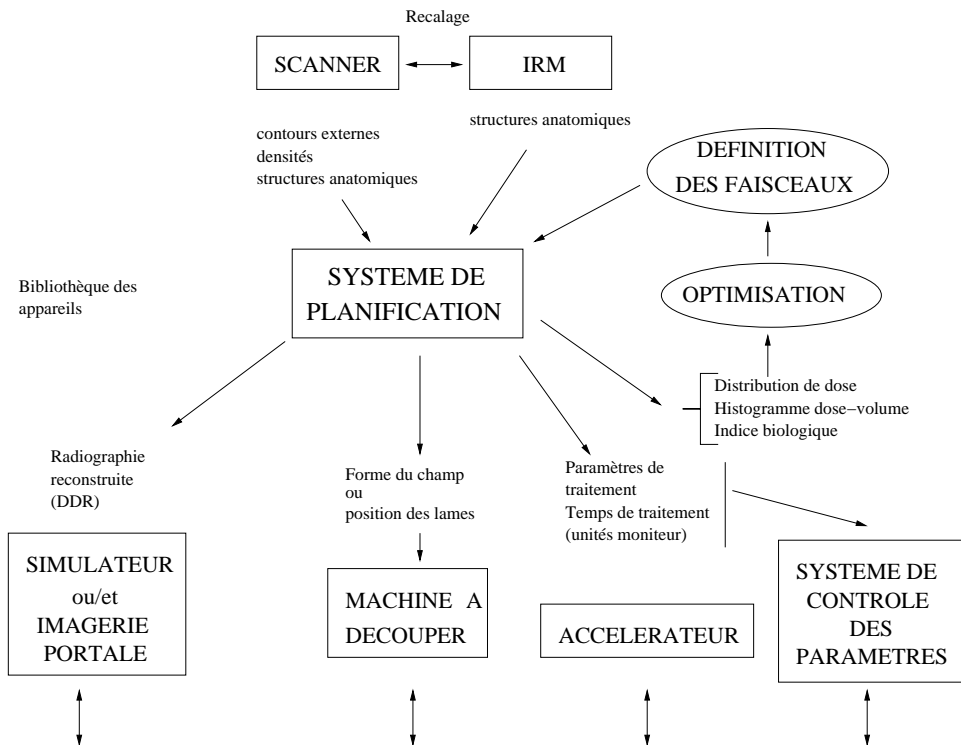 Recalage
SCANNER
IRM
contours externes
densités
structures anatomiques
structures anatomiques
DEFINITION
DES FAISCEAUX
SYSTEME DE
PLANIFICATION
Bibliothèque des
appareils
OPTIMISATION
Distribution de dose
Histogramme dose−volume
Indice biologique
Radiographie
reconstruite
(DDR)
Forme du champ
ou
position des lames
Paramètres de
traitement
Temps de traitement
(unités moniteur)
SIMULATEUR
ou/et
IMAGERIE
PORTALE
MACHINE A
DECOUPER
ACCELERATEUR
SYSTEME DE
CONTROLE
DES
PARAMETRES